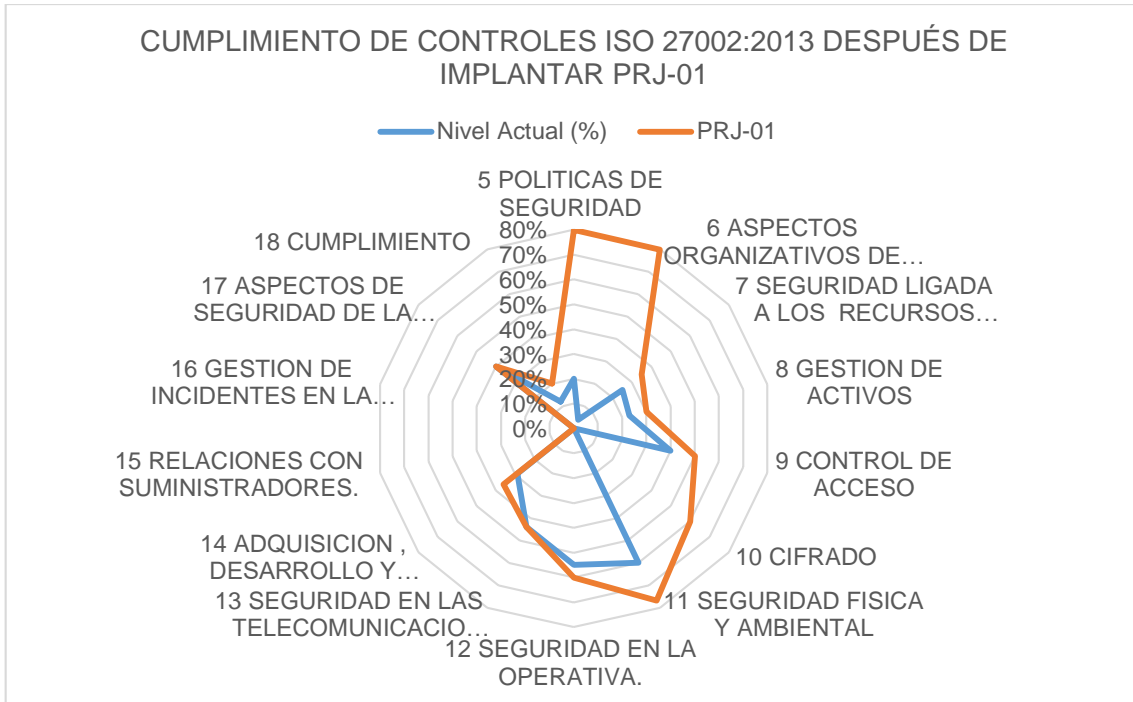 CUMPLIMIENTO DE CONTROLES ISO 27002:2013 DESPUÉS DE
IMPLANTAR PRJ-01
Nivel Actual (%)
PRJ-01
5 POLITICAS DE
SEGURIDAD
6 ASPECTOS
ORGANIZATIVOS DE…
7 SEGURIDAD LIGADA
A LOS  RECURSOS…
8 GESTION DE
ACTIVOS
9 CONTROL DE
ACCESO
10 CIFRADO
11 SEGURIDAD FISICA
Y AMBIENTAL
12 SEGURIDAD EN LA
OPERATIVA.
13 SEGURIDAD EN LAS
TELECOMUNICACIO…
14 ADQUISICION ,
DESARROLLO Y…
15 RELACIONES CON
SUMINISTRADORES.
16 GESTION DE
INCIDENTES EN LA…
17 ASPECTOS DE
SEGURIDAD DE LA…
18 CUMPLIMIENTO
80%
70%
60%
50%
40%
30%
20%
10%
0%